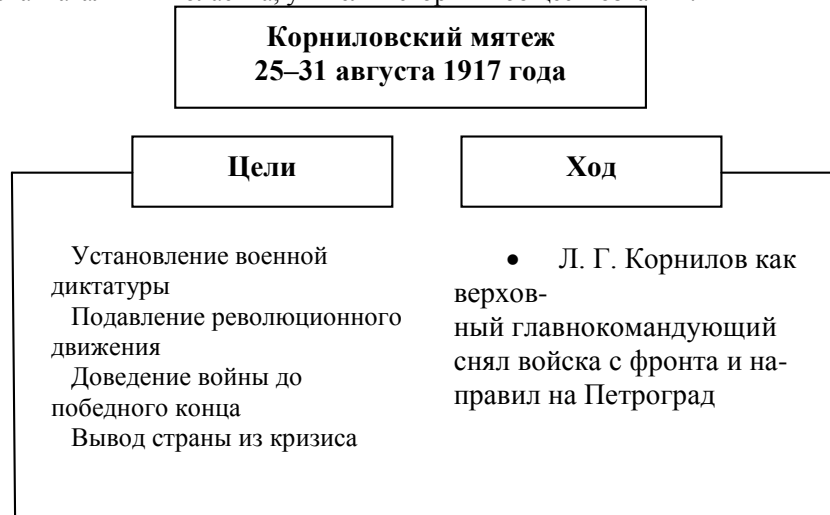 Корниловский мятеж
25–31 августа 1917 года
Цели
Ход
Установление военной
диктатуры
Подавление революционного
движения
Доведение войны до
победного конца
Вывод страны из кризиса
• Л. Г. Корнилов как
верхов-
ный главнокомандующий
снял войска с фронта и на-
правил на Петроград